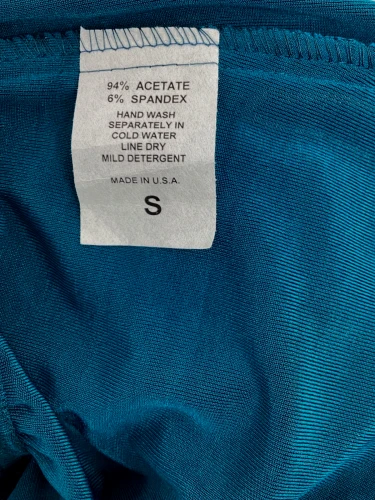 94% ACETATE
6% SPANDEX
HAND WASH
SEPARATELY IN
COLD WATER
LINE DRY
MILD DETERGENT
MADE IN U.S.A.
S